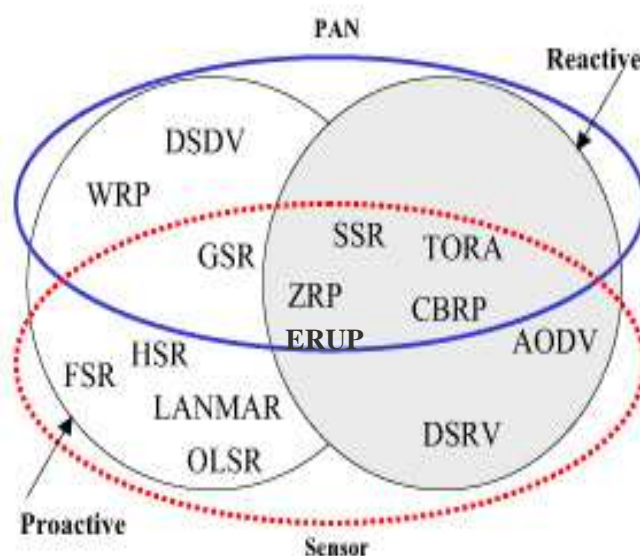 PAN
Reactive
DSDV
WRP
SSR
TORA
GSR
ZRP
CBRP
ERUP
AODV
HSR
FSR
LANMAR
DSRV
OLSR
Proactive
Sensor